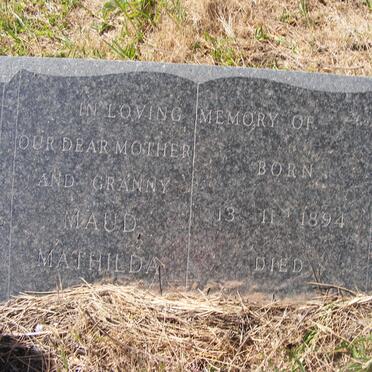 IN LOVING MEMORY OF
OUR DEAR MOTHER
AND GRANNY
MAUD
MATHILDA
BORN
13 11 1894
DIED